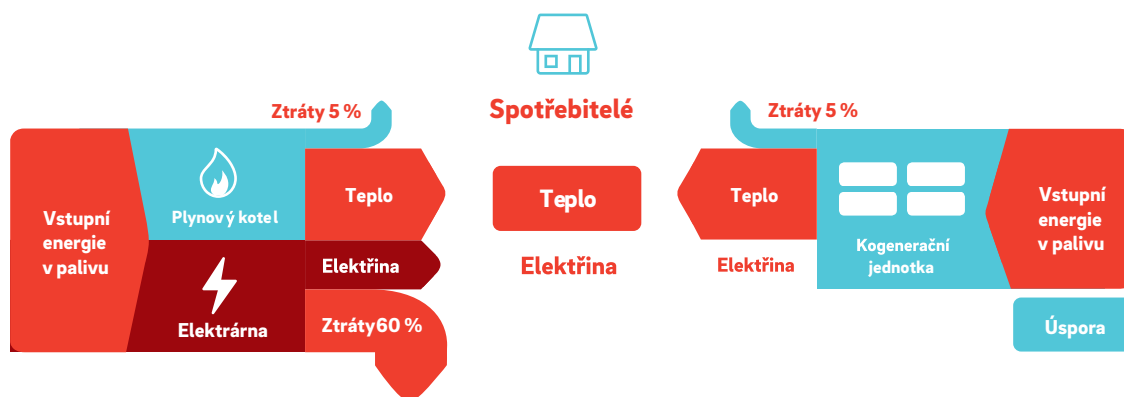 Spotřebitelé
Ztráty 5 %
Vstupní
energie
v palivu
Plynový kotel
Teplo
Elektrárna
Elektřina
Ztráty60 %
Teplo
Elektřina
Ztráty 5 %
Teplo
Elektřina
Kogenerační
jednotka
Vstupní
energie
v palivu
Úspora